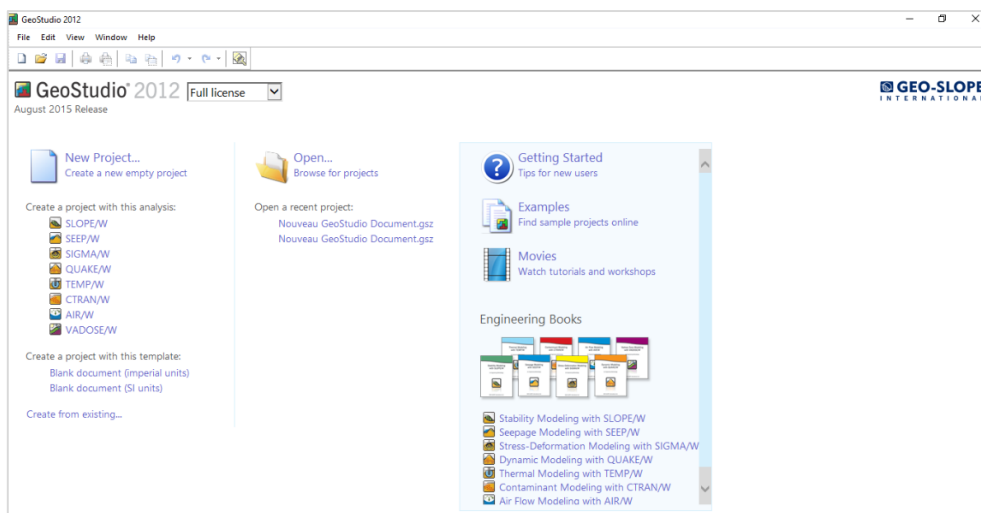 GeoStudio 2012
File Edit View Window Help
GeoStudio 2012 Full license
August 2015 Release
GEO-SLOPE
INTERNATIONAL
New Project...
Create a new empty project
Create a project with this analysis:
SLOPE/W
SEEP/W
SIGMA/W
QUAKE/W
TEMP/W
CTRAN/W
AIR/W
VADOSE/W
Create a project with this template:
Blank document (imperial units)
Blank document (SI units)
Create from existing...
Open...
Browse for projects
Open a recent project:
Nouveau GeoStudio Document.gsz
Nouveau GeoStudio Document.gsz
Getting Started
Tips for new users
Examples
Find sample projects online
Movies
Watch tutorials and workshops
Engineering Books
Stability Modeling with SLOPE/W
Seepage Modeling with SEEP/W
Stress-Deformation Modeling with SIGMA/W
Dynamic Modeling with QUAKE/W
Thermal Modeling with TEMP/W
Contaminant Modeling with CTRAN/W
Air Flow Modeling with AIR/W